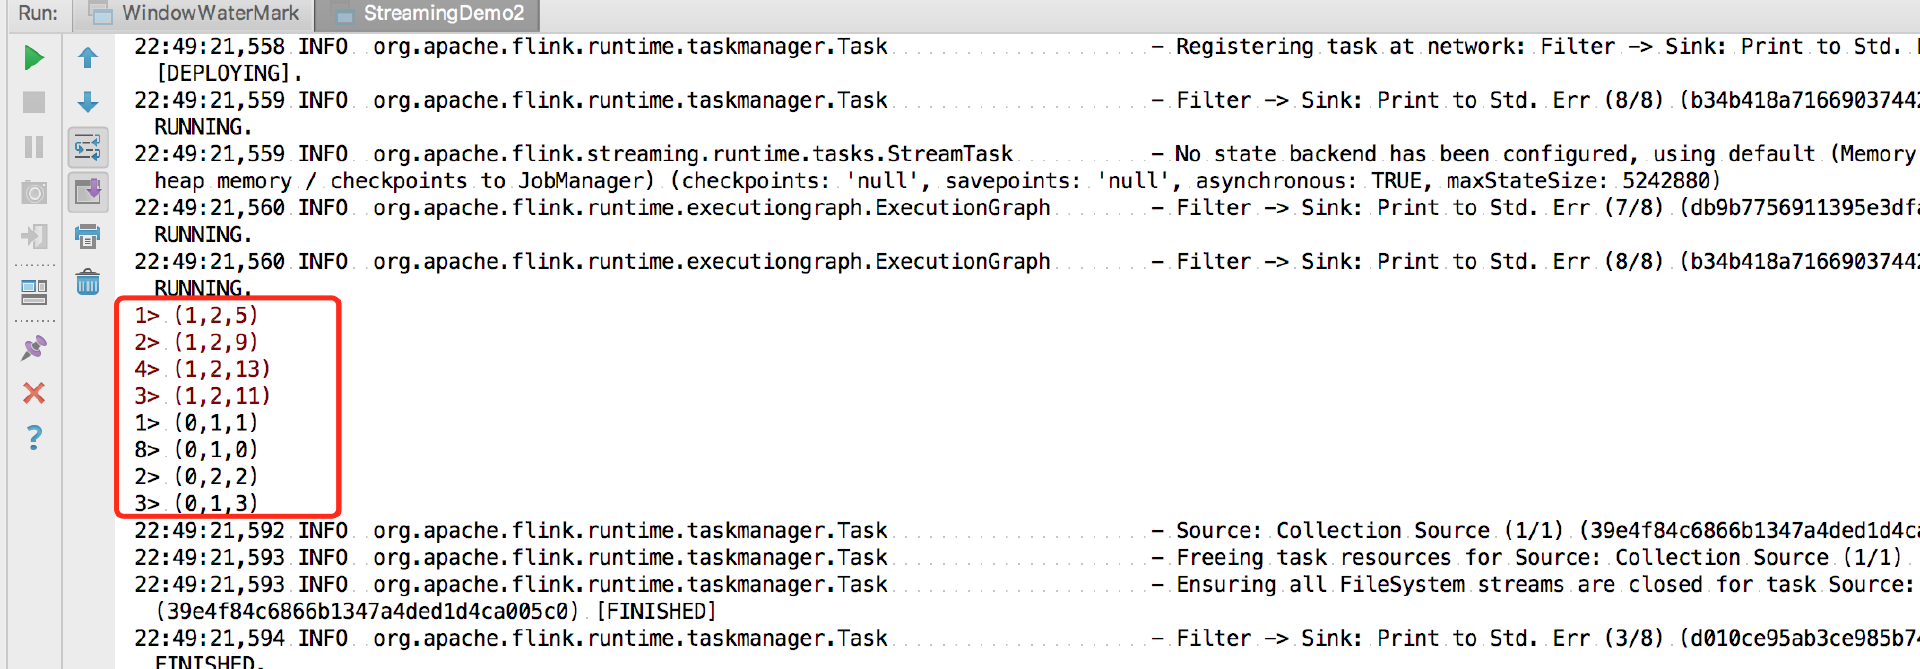 Run: WindowWaterMark StreamingDemo2
22:49:21,558 INFO org.apache.flink.runtime.taskmanager.Task - Registering task at network: Filter -> Sink: Print to Std.
[DEPLOYING].
22:49:21,559 INFO org.apache.flink.runtime.taskmanager.Task - Filter -> Sink: Print to Std. Err (8/8) (b34b418a71669037442
RUNNING.
22:49:21,559 INFO org.apache.flink.streaming.runtime.tasks.StreamTask - No state backend has been configured, using default (Memory
heap memory / checkpoints to JobManager) (checkpoints: 'null', savepoints: 'null', asynchronous: TRUE, maxStateSize: 5242880)
22:49:21,560 INFO org.apache.flink.runtime.executiongraph.ExecutionGraph - Filter -> Sink: Print to Std. Err (7/8) (db9b7756911395e3dfa
RUNNING.
22:49:21,560 INFO org.apache.flink.runtime.executiongraph.ExecutionGraph - Filter -> Sink: Print to Std. Err (8/8) (b34b418a71669037442
RUNNING.
1> (1,2,5)
2> (1,2,9)
4> (1,2,13)
3> (1,2,11)
1> (0,1,1)
8> (0,1,0)
2> (0,2,2)
3> (0,1,3)
22:49:21,592 INFO org.apache.flink.runtime.taskmanager.Task - Source: Collection Source (1/1) (39e4f84c6866b1347a4ded1d4ca
22:49:21,593 INFO org.apache.flink.runtime.taskmanager.Task - Freeing task resources for Source: Collection Source (1/1)
22:49:21,593 INFO org.apache.flink.runtime.taskmanager.Task - Ensuring all FileSystem streams are closed for task Source:
(39e4f84c6866b1347a4ded1d4ca005c0) [FINISHED]
22:49:21,594 INFO org.apache.flink.runtime.taskmanager.Task - Filter -> Sink: Print to Std. Err (3/8) (d010ce95ab3ce985b74
FINISHED.